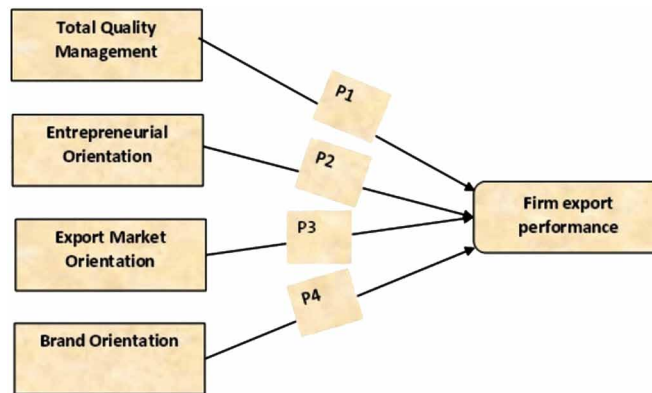 Total Quality
Management
P1
Entrepreneurial
Orientation
P2
Firm export
performance
Export Market
Orientation
P3
P4
Brand Orientation